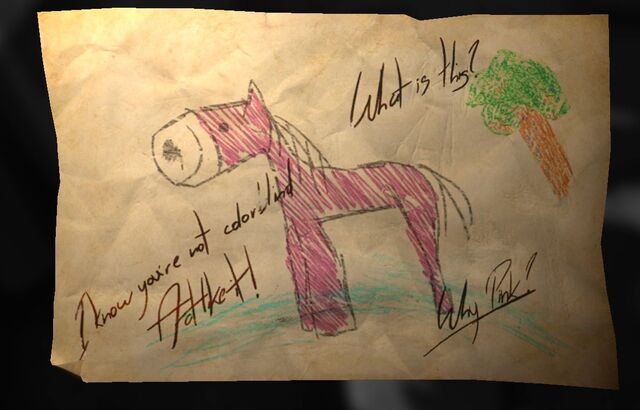 What is this?
I know you're not colorblind
Why Pink?